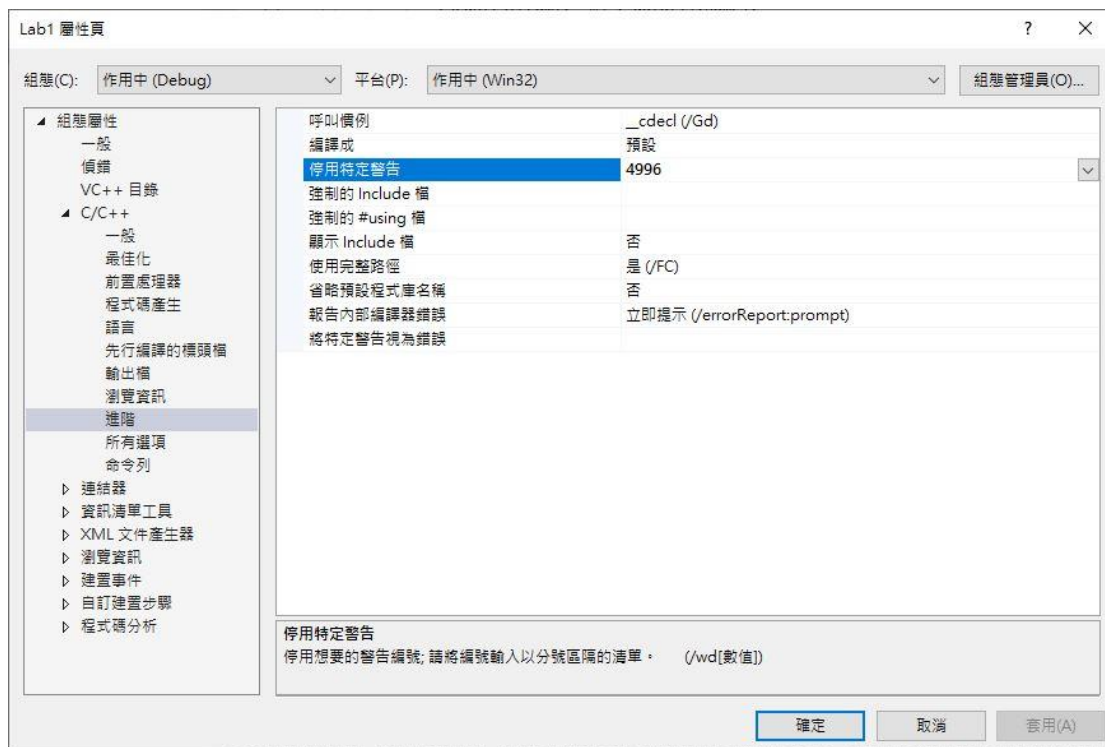 Lab1 屬性頁
組態(C): 作用中 (Debug) 平台(P): 作用中 (Win32) 組態管理員(O)...
組態屬性
一般
偵錯
VC++ 目錄
C/C++
一般
最佳化
前置處理器
程式碼產生
語言
先行編譯的標頭檔
輸出檔
瀏覽資訊
進階
所有選項
命令列
連結器
資訊清單工具
XML 文件產生器
瀏覽資訊
建置事件
自訂建置步驟
程式碼分析
呼叫慣例 __cdecl (/Gd)
編譯成 預設
停用特定警告 4996
強制的 Include 檔
強制的 #using 檔
顯示 Include 檔 否
使用完整路徑 是 (/FC)
省略預設程式庫名稱 否
報告內部編譯器錯誤 立即提示 (/errorReport:prompt)
將特定警告視為錯誤
停用特定警告
停用想要的警告編號; 請將編號輸入以分號區隔的清單。 (/wd[數值])
確定 取消 套用(A)